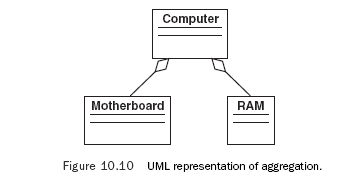 Computer
Motherboard RAM
Figure 10.10 UML representation of aggregation.